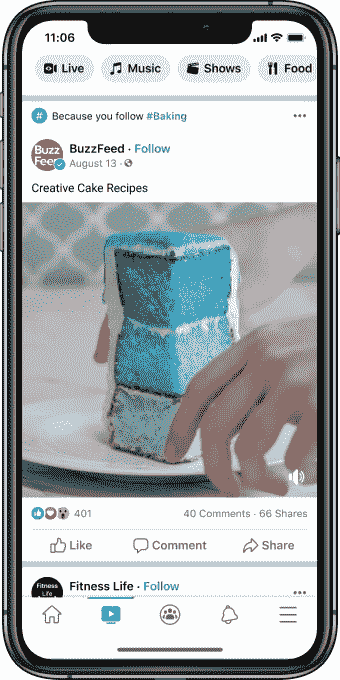 11:06
Live Music Shows Food
# Because you follow #Baking
Buzz
Feed
BuzzFeed · Follow
August 13 ·
Creative Cake Recipes
401 40 Comments · 66 Shares
Like Comment Share
Fitness
Life
Fitness Life · Follow